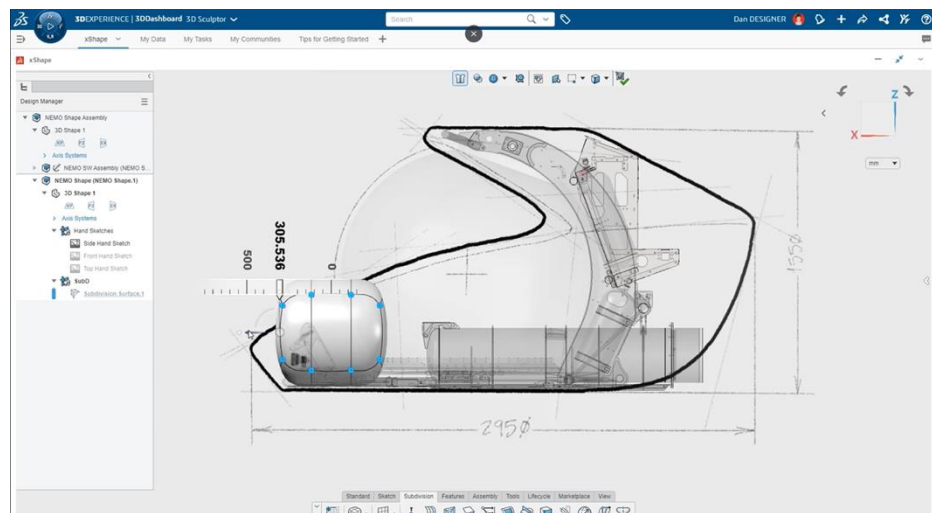 3DEXPERIENCE | 3DDashboard 3D Sculptor
Search
Dan DESIGNER
xShape
My Data
My Tasks
My Communities
Tips for Getting Started
xShape
Design Manager
NEMO Shape Assembly
3D Shape 1
Axis Systems
NEMO SW Assembly (NEMO S...
NEMO Shape (NEMO Shape.1)
3D Shape 1
Axis Systems
Hand Sketches
Side Hand Sketch
Front Hand Sketch
Top Hand Sketch
SubD
Subdivision Surface.1
500
305.536
0
Z
X
mm
1550
2950
Standard Sketch Subdivision Features Assembly Tools Lifecycle Marketplace View